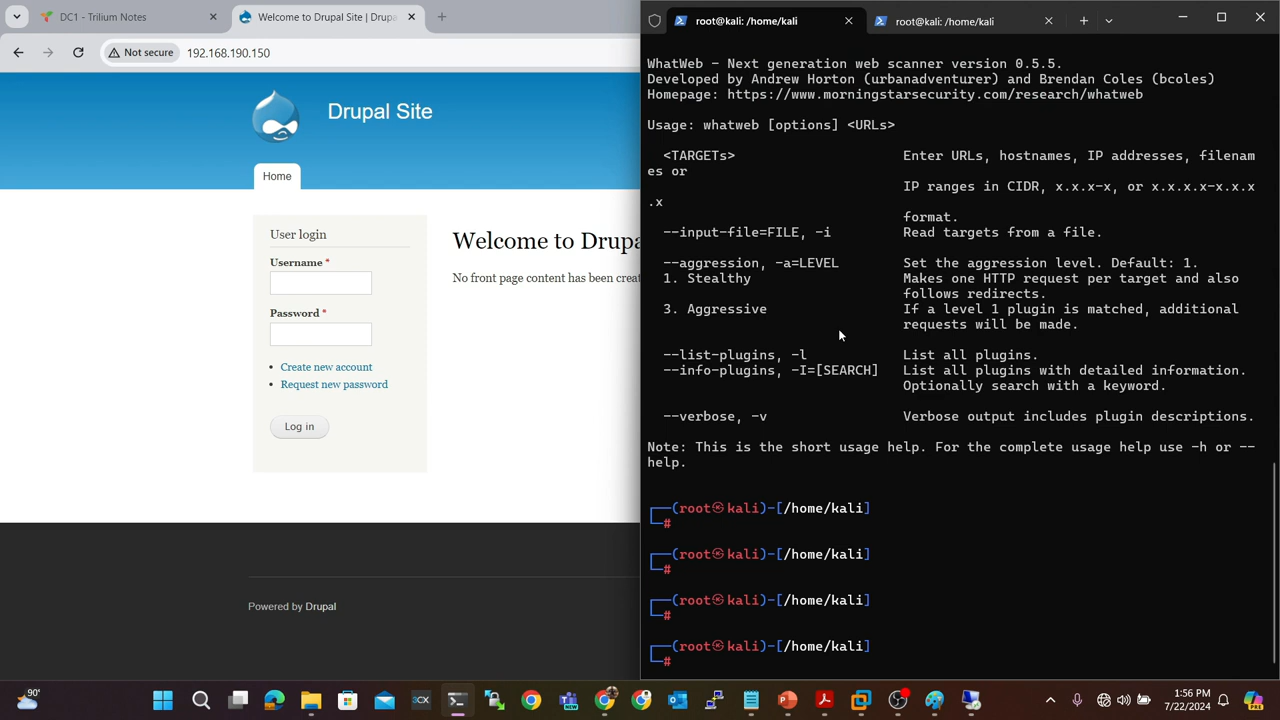 DC1 - Trilium Notes
Welcome to Drupal Site | Drupa
Not secure
192.168.190.150
Drupal Site
Home
User login
Username *
Password *
Create new account
Request new password
Log in
Welcome to Drupa
No front page content has been creat
Powered by Drupal
root@kali: /home/kali
root@kali: /home/kali
WhatWeb - Next generation web scanner version 0.5.5.
Developed by Andrew Horton (urbanadventurer) and Brendan Coles (bcoles)
Homepage: https://www.morningstarsecurity.com/research/whatweb
Usage: whatweb [options] <URLs>
<TARGETs> Enter URLs, hostnames, IP addresses, filenam
es or
IP ranges in CIDR, x.x.x-x, or x.x.x.x-x.x.x
.x
format.
--input-file=FILE, -i Read targets from a file.
--aggression, -a=LEVEL Set the aggression level. Default: 1.
1. Stealthy Makes one HTTP request per target and also
follows redirects.
3. Aggressive If a level 1 plugin is matched, additional
requests will be made.
--list-plugins, -l List all plugins.
--info-plugins, -I=[SEARCH] List all plugins with detailed information.
Optionally search with a keyword.
--verbose, -v Verbose output includes plugin descriptions.
Note: This is the short usage help. For the complete usage help use -h or --
help.
(root㉿kali)-[/home/kali]
#
(root㉿kali)-[/home/kali]
#
(root㉿kali)-[/home/kali]
#
(root㉿kali)-[/home/kali]
#
90°
1:56 PM
7/22/2024